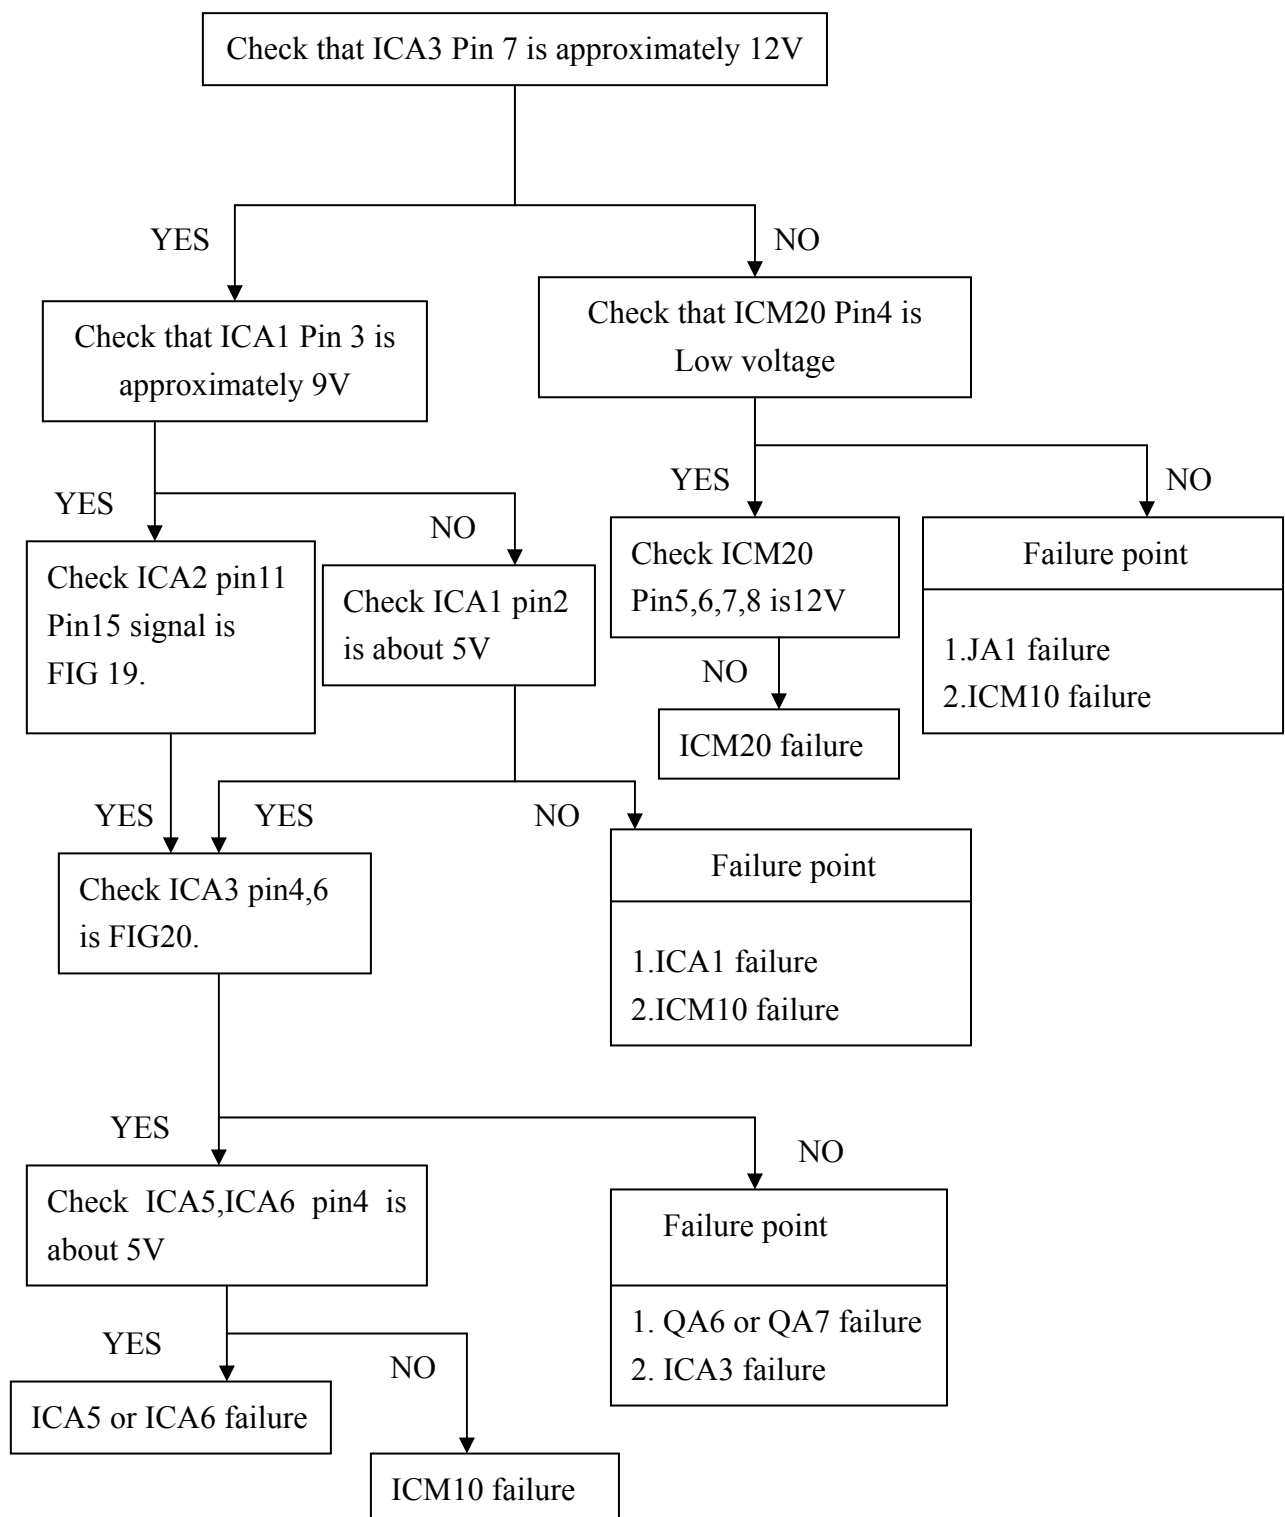 Check that ICA3 Pin 7 is approximately 12V
YES
NO
Check that ICA1 Pin 3 is
approximately 9V
Check that ICM20 Pin4 is
Low voltage
YES
NO
YES
NO
Check ICA2 pin11
Pin15 signal is
FIG 19.
Check ICA1 pin2
is about 5V
Check ICM20
Pin5,6,7,8 is12V
Failure point
1.JA1 failure
2.ICM10 failure
NO
ICM20 failure
YES
YES
NO
Check ICA3 pin4,6
is FIG20.
Failure point
1.ICA1 failure
2.ICM10 failure
YES
NO
Check ICA5,ICA6 pin4 is
about 5V
Failure point
1. QA6 or QA7 failure
2. ICA3 failure
YES
NO
ICA5 or ICA6 failure
ICM10 failure